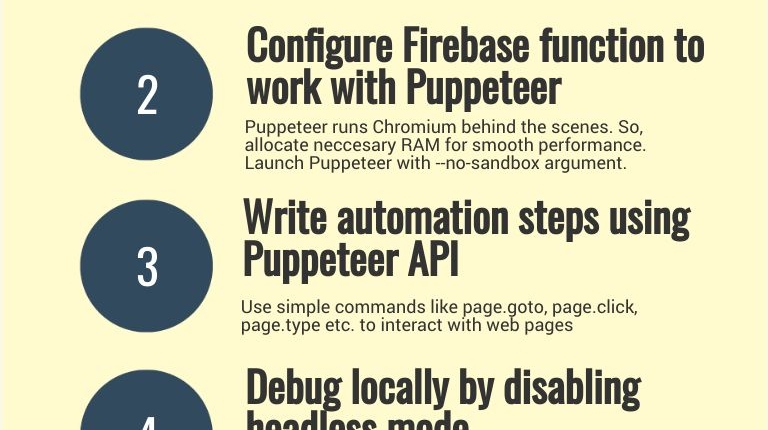 2
Configure Firebase function to
work with Puppeteer
Puppeteer runs Chromium behind the scenes. So,
allocate neccesary RAM for smooth performance.
Launch Puppeteer with --no-sandbox argument.
3
Write automation steps using
Puppeteer API
Use simple commands like page.goto, page.click,
page.type etc. to interact with web pages
4
Debug locally by disabling
headless mode